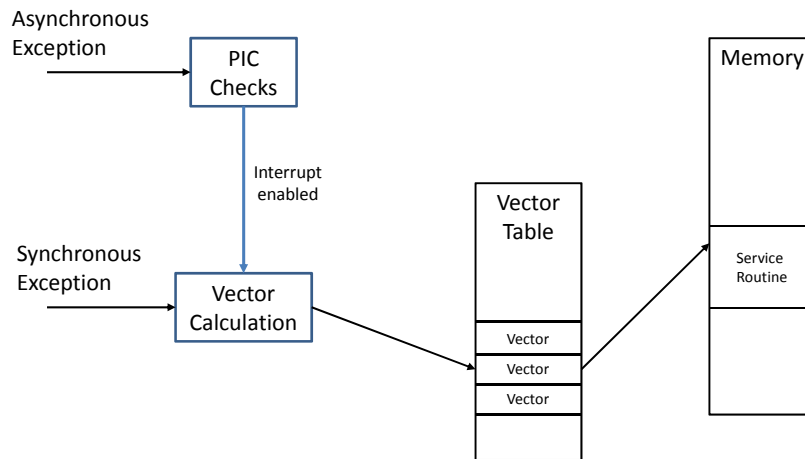 Asynchronous
Exception
PIC
Checks
Interrupt
enabled
Synchronous
Exception
Vector
Calculation
Vector
Table
Vector
Vector
Vector
Memory
Service
Routine